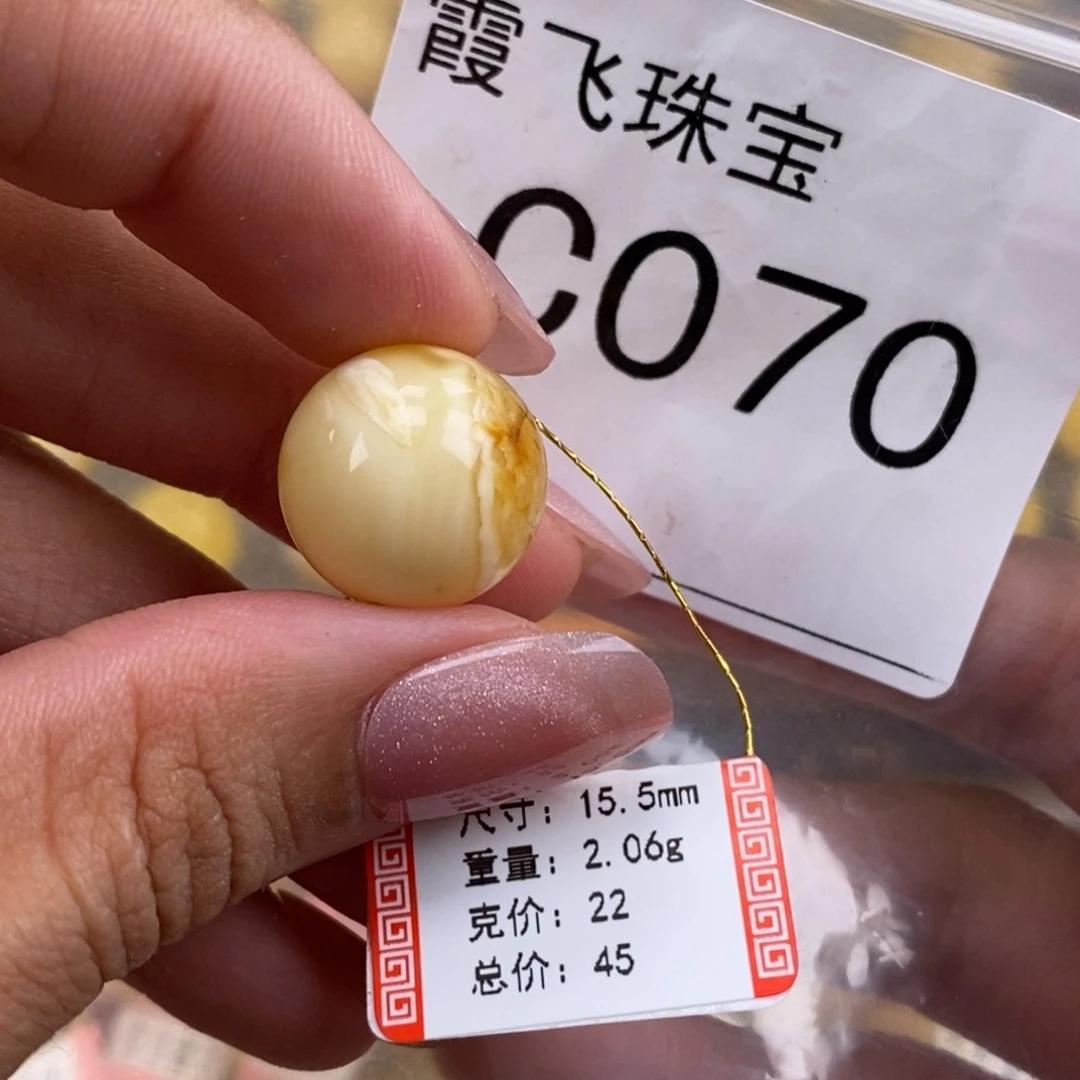 霞飞珠宝
C070
尺寸：15.5mm
重量：2.06g
克价：22
总价：45